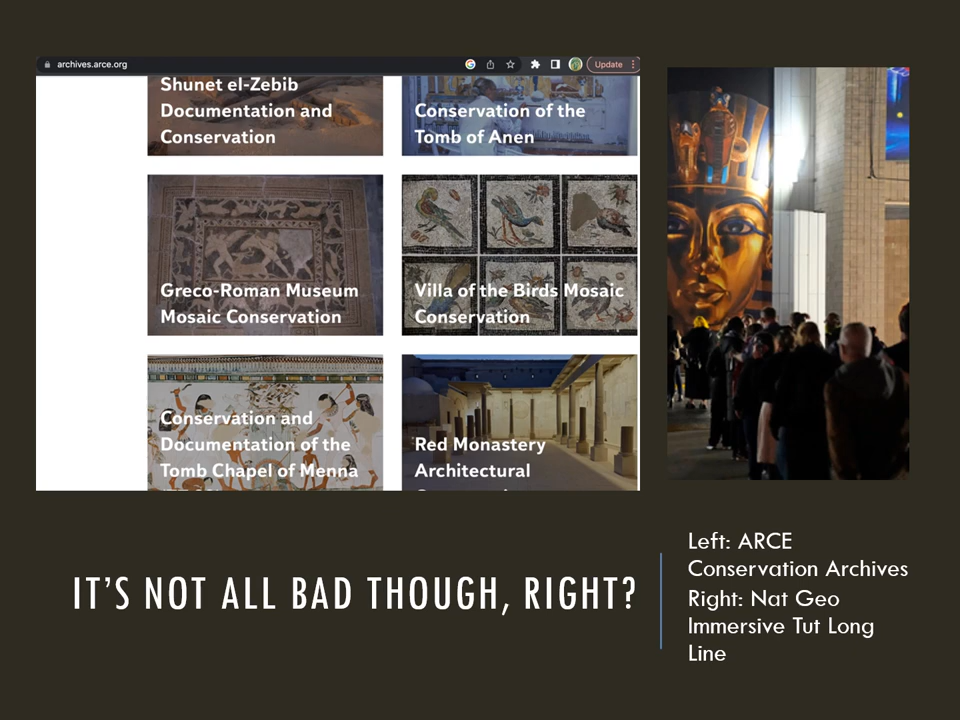 archives.arce.org
Update
Shunet el-Zebib
Documentation and
Conservation
Conservation of the
Tomb of Anen
Greco-Roman Museum
Mosaic Conservation
Villa of the Birds Mosaic
Conservation
Conservation and
Documentation of the
Tomb Chapel of Menna
Red Monastery
Architectural
IT’S NOT ALL BAD THOUGH, RIGHT?
Left: ARCE
Conservation Archives
Right: Nat Geo
Immersive Tut Long
Line